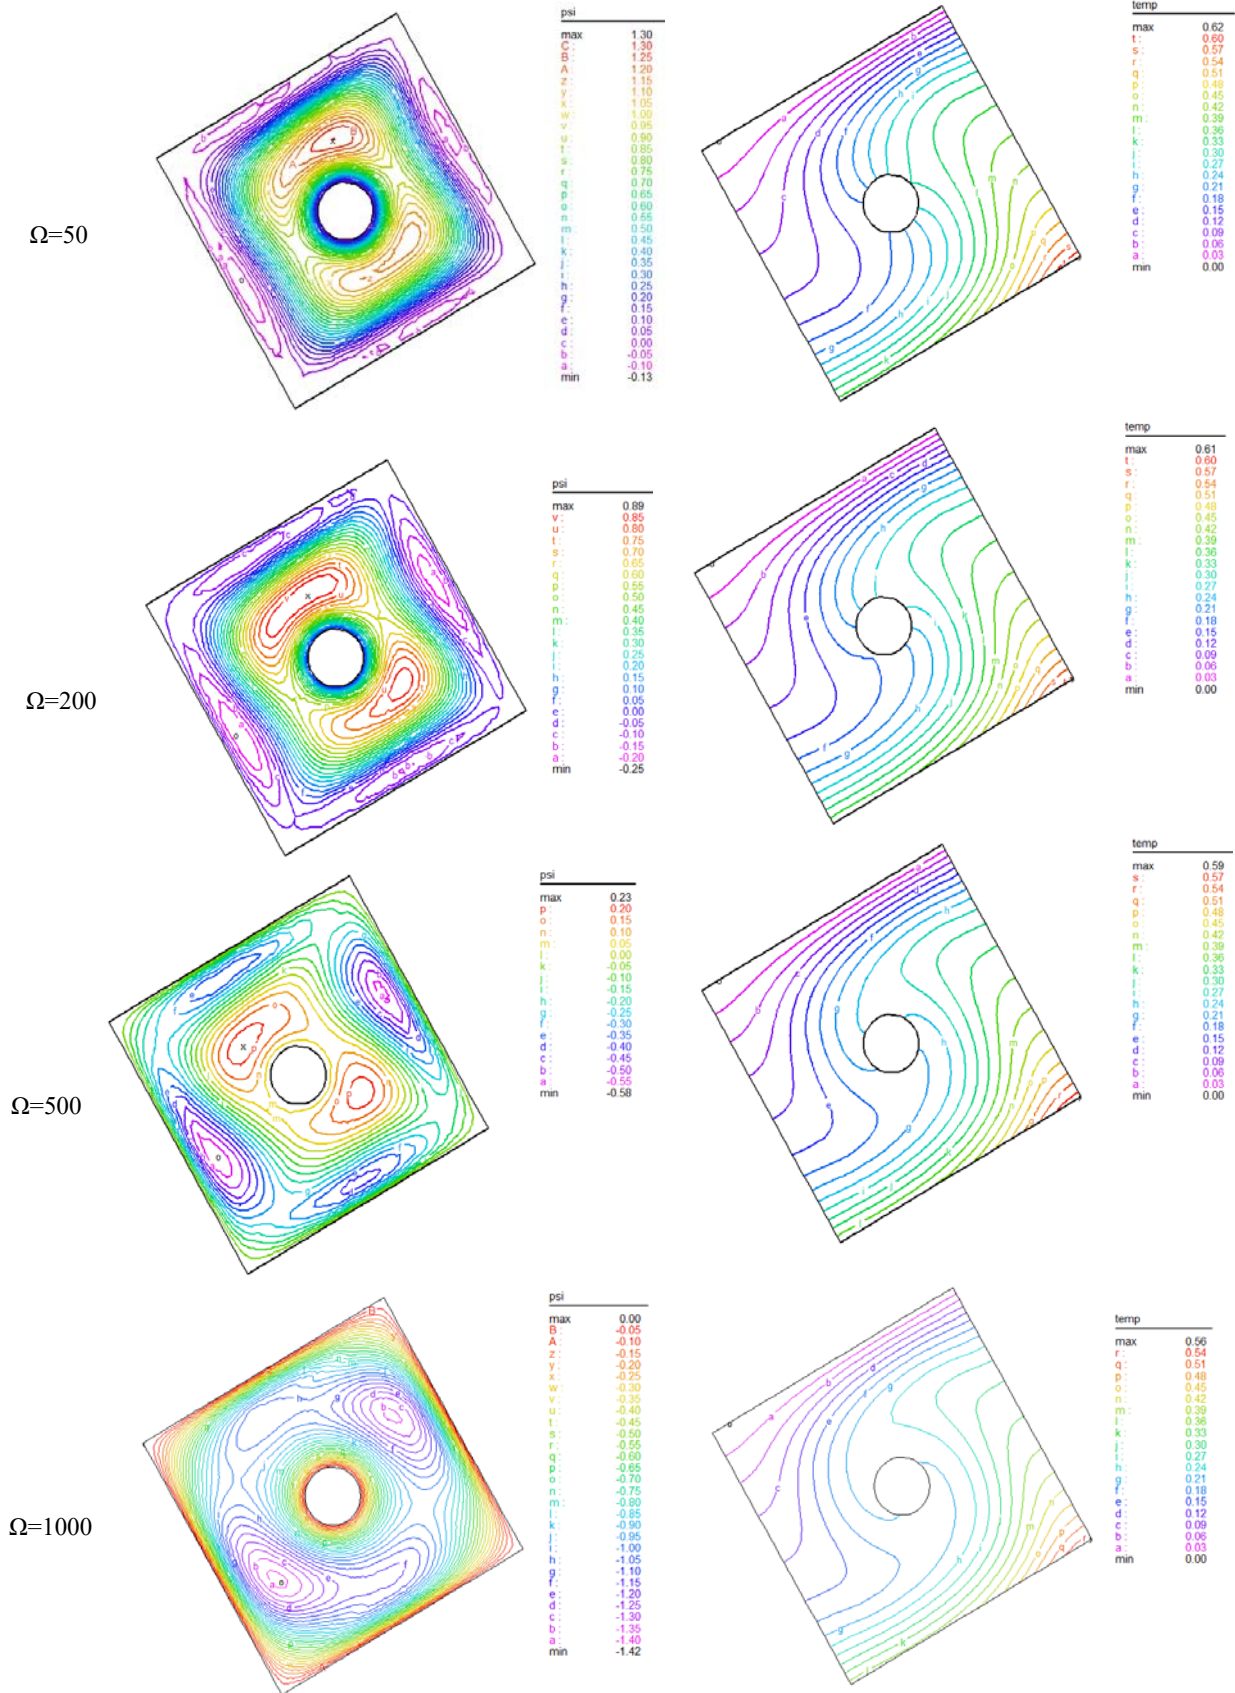 psi
max 1.30
C : 1.30
B : 1.25
A : 1.20
z : 1.15
y : 1.10
x : 1.05
w : 1.00
v : 0.95
u : 0.90
t : 0.85
s : 0.80
r : 0.75
q : 0.70
p : 0.65
o : 0.60
n : 0.55
m : 0.50
l : 0.45
k : 0.40
j : 0.35
i : 0.30
h : 0.25
g : 0.20
f : 0.15
e : 0.10
d : 0.05
c : 0.00
b : -0.05
a : -0.10
min -0.13
temp
max 0.62
t : 0.60
s : 0.57
r : 0.54
q : 0.51
p : 0.48
o : 0.45
n : 0.42
m : 0.39
l : 0.36
k : 0.33
j : 0.30
i : 0.27
h : 0.24
g : 0.21
f : 0.18
e : 0.15
d : 0.12
c : 0.09
b : 0.06
a : 0.03
min 0.00
Ω=50
psi
max 0.89
v : 0.85
u : 0.80
t : 0.75
s : 0.70
r : 0.65
q : 0.60
p : 0.55
o : 0.50
n : 0.45
m : 0.40
l : 0.35
k : 0.30
j : 0.25
i : 0.20
h : 0.15
g : 0.10
f : 0.05
e : 0.00
d : -0.05
c : -0.10
b : -0.15
a : -0.20
min -0.25
temp
max 0.61
t : 0.60
s : 0.57
r : 0.54
q : 0.51
p : 0.48
o : 0.45
n : 0.42
m : 0.39
l : 0.36
k : 0.33
j : 0.30
i : 0.27
h : 0.24
g : 0.21
f : 0.18
e : 0.15
d : 0.12
c : 0.09
b : 0.06
a : 0.03
min 0.00
Ω=200
psi
max 0.23
p : 0.20
o : 0.15
n : 0.10
m : 0.05
l : 0.00
k : -0.05
j : -0.10
i : -0.15
h : -0.20
g : -0.25
f : -0.30
e : -0.35
d : -0.40
c : -0.45
b : -0.50
a : -0.55
min -0.58
temp
max 0.59
s : 0.57
r : 0.54
q : 0.51
p : 0.48
o : 0.45
n : 0.42
m : 0.39
l : 0.36
k : 0.33
j : 0.30
i : 0.27
h : 0.24
g : 0.21
f : 0.18
e : 0.15
d : 0.12
c : 0.09
b : 0.06
a : 0.03
min 0.00
Ω=500
psi
max 0.00
B : -0.05
A : -0.10
z : -0.15
y : -0.20
x : -0.25
w : -0.30
v : -0.35
u : -0.40
t : -0.45
s : -0.50
r : -0.55
q : -0.60
p : -0.65
o : -0.70
n : -0.75
m : -0.80
l : -0.85
k : -0.90
j : -0.95
i : -1.00
h : -1.05
g : -1.10
f : -1.15
e : -1.20
d : -1.25
c : -1.30
b : -1.35
a : -1.40
min -1.42
temp
max 0.56
r : 0.54
q : 0.51
p : 0.48
o : 0.45
n : 0.42
m : 0.39
l : 0.36
k : 0.33
j : 0.30
i : 0.27
h : 0.24
g : 0.21
f : 0.18
e : 0.15
d : 0.12
c : 0.09
b : 0.06
a : 0.03
min 0.00
Ω=1000